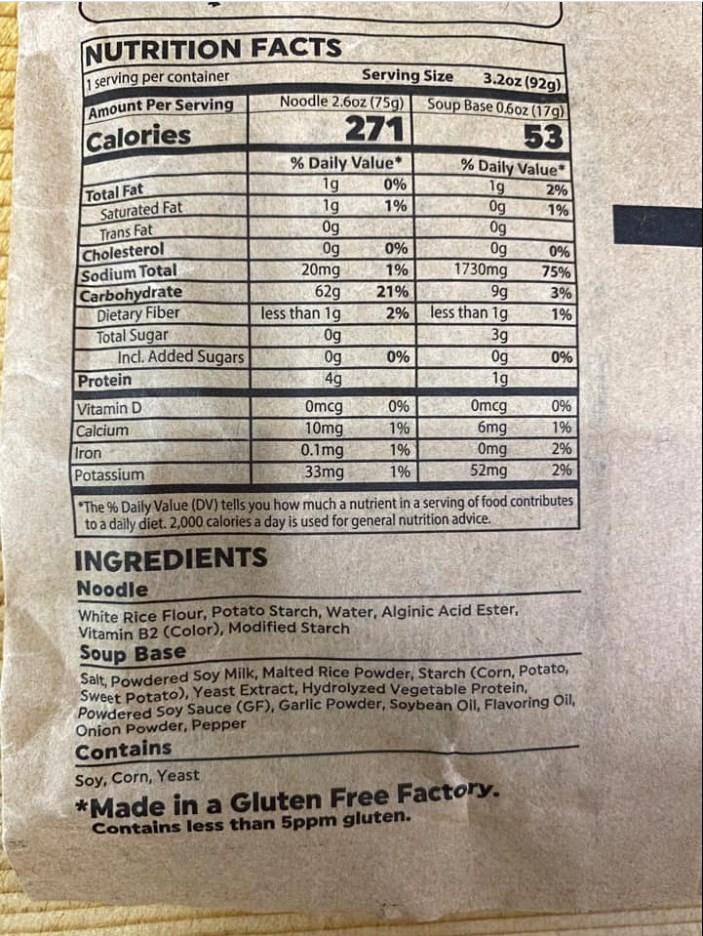 NUTRITION FACTS
1 serving per container Serving Size 3.2oz (92g)
Amount Per Serving Noodle 2.6oz (75g) Soup Base 0.6oz (17g)
Calories 271 53
% Daily Value* % Daily Value*
Total Fat 1g 0% 1g 2%
Saturated Fat 1g 1% 0g 1%
Trans Fat 0g 0g
Cholesterol 0g 0% 0g 0%
Sodium Total 20mg 1% 1730mg 75%
Carbohydrate 62g 21% 9g 3%
Dietary Fiber less than 1g 2% less than 1g 1%
Total Sugar 0g 3g
Incl. Added Sugars 0g 0% 0g 0%
Protein 4g 1g
Vitamin D 0mcg 0% 0mcg 0%
Calcium 10mg 1% 6mg 1%
Iron 0.1mg 1% 0mg 2%
Potassium 33mg 1% 52mg 2%
*The % Daily Value (DV) tells you how much a nutrient in a serving of food contributes
to a daily diet. 2,000 calories a day is used for general nutrition advice.
INGREDIENTS
Noodle
White Rice Flour, Potato Starch, Water, Alginic Acid Ester,
Vitamin B2 (Color), Modified Starch
Soup Base
Salt, Powdered Soy Milk, Malted Rice Powder, Starch (Corn, Potato,
Sweet Potato), Yeast Extract, Hydrolyzed Vegetable Protein,
Powdered Soy Sauce (GF), Garlic Powder, Soybean Oil, Flavoring Oil,
Onion Powder, Pepper
Contains
Soy, Corn, Yeast
*Made in a Gluten Free Factory.
Contains less than 5ppm gluten.